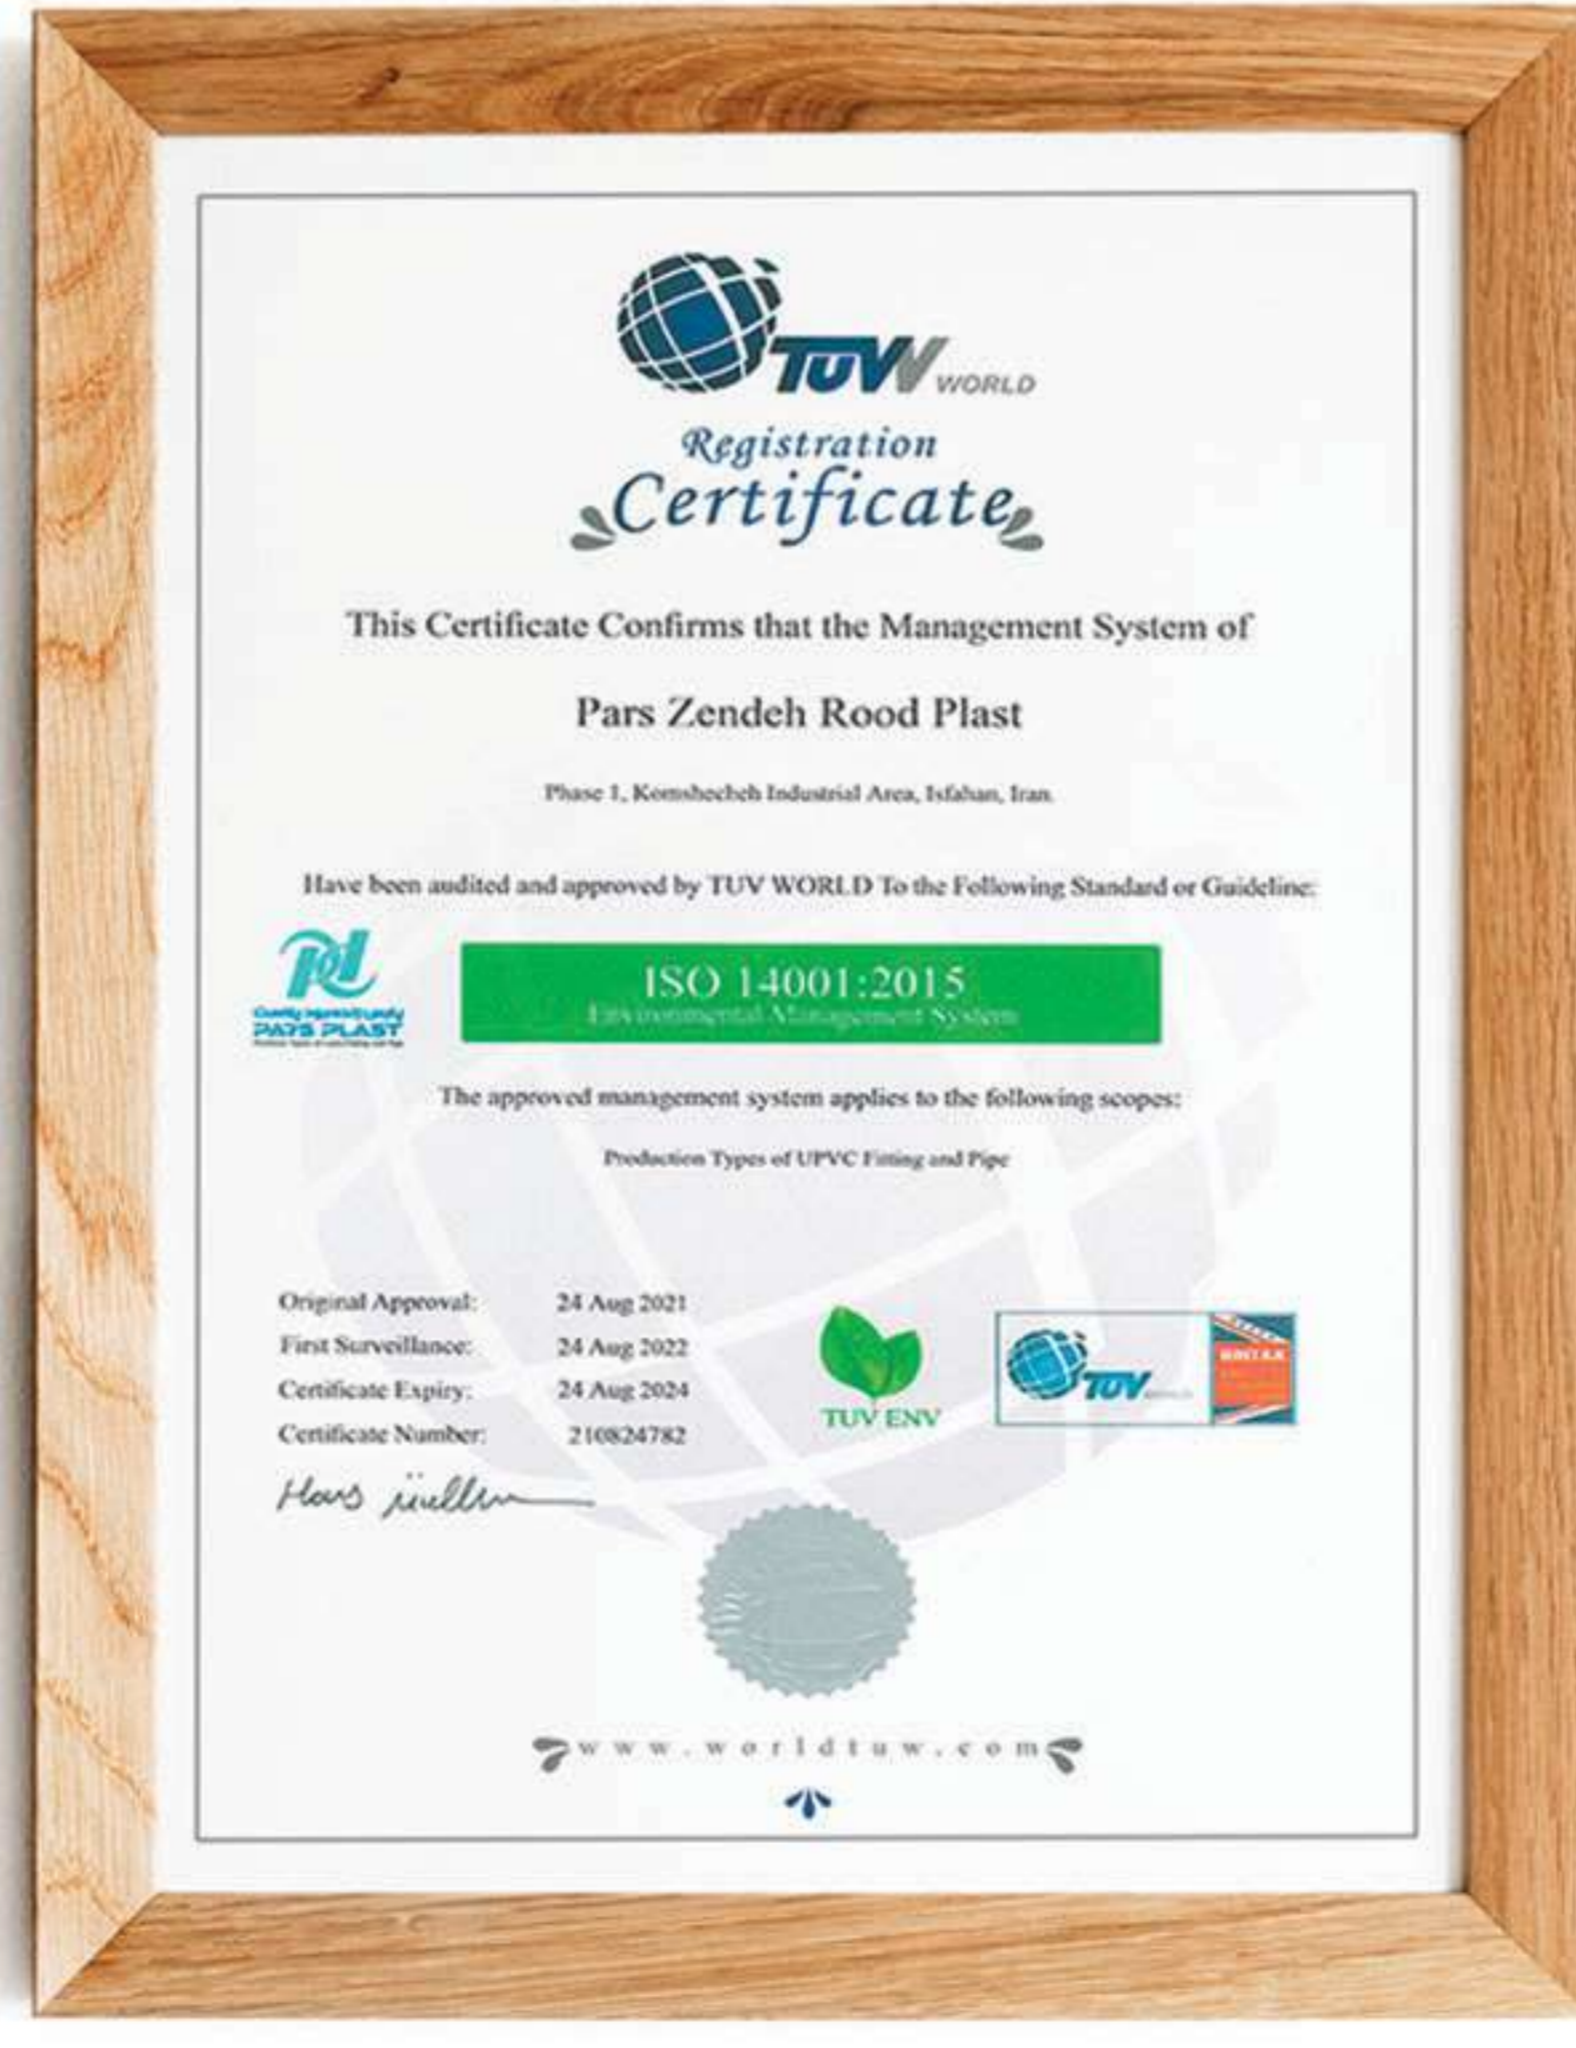 TUVW WORLD
Registration
Certificate
This Certificate Confirms that the Management System of
Pars Zendeh Rood Plast
Phase 1, Komshecheh Industrial Area, Isfahan, Iran.
Have been audited and approved by TUV WORLD To the Following Standard or Guideline:
PARS PLAST
ISO 14001:2015
Environmental Management System
The approved management system applies to the following scopes:
Production Types of UPVC Fitting and Pipe
Original Approval: 24 Aug 2021
First Surveillance: 24 Aug 2022
Certificate Expiry: 24 Aug 2024
Certificate Number: 210824782
TUV ENV
TUV
www.worldtuw.com